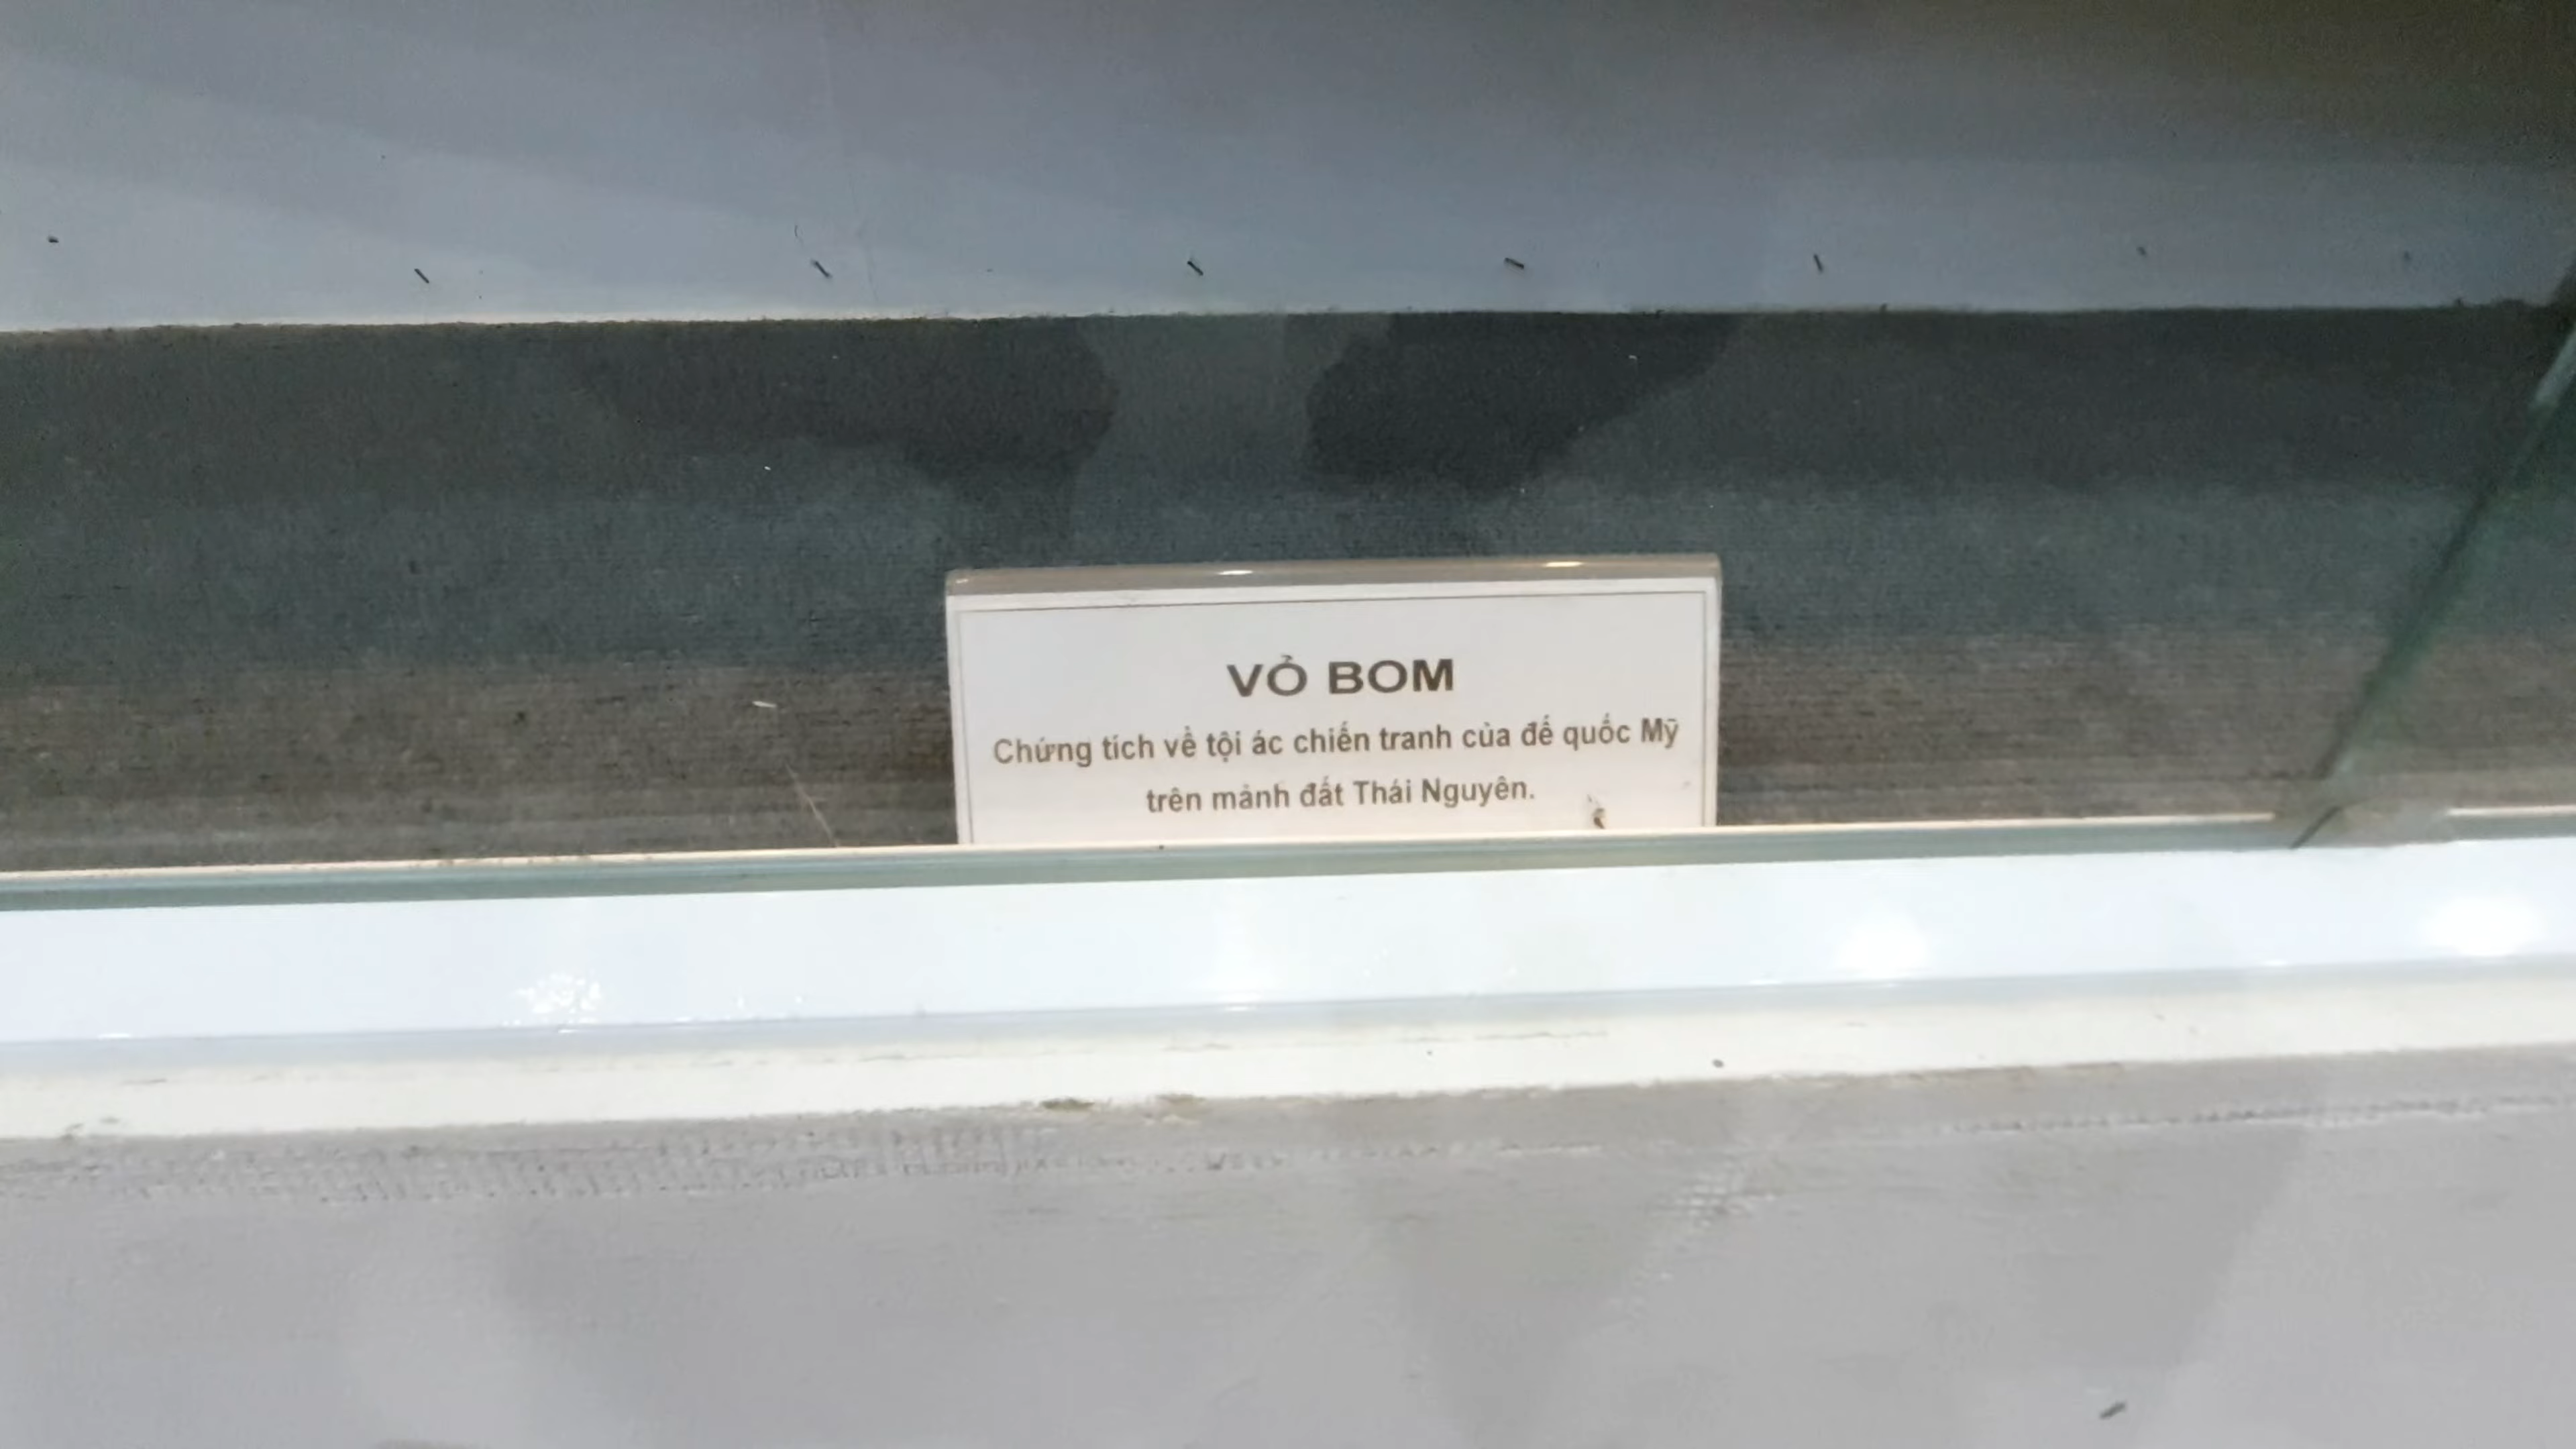 VỎ BOM
Chứng tích về tội ác chiến tranh của đế quốc Mỹ
trên mảnh đất Thái Nguyên.